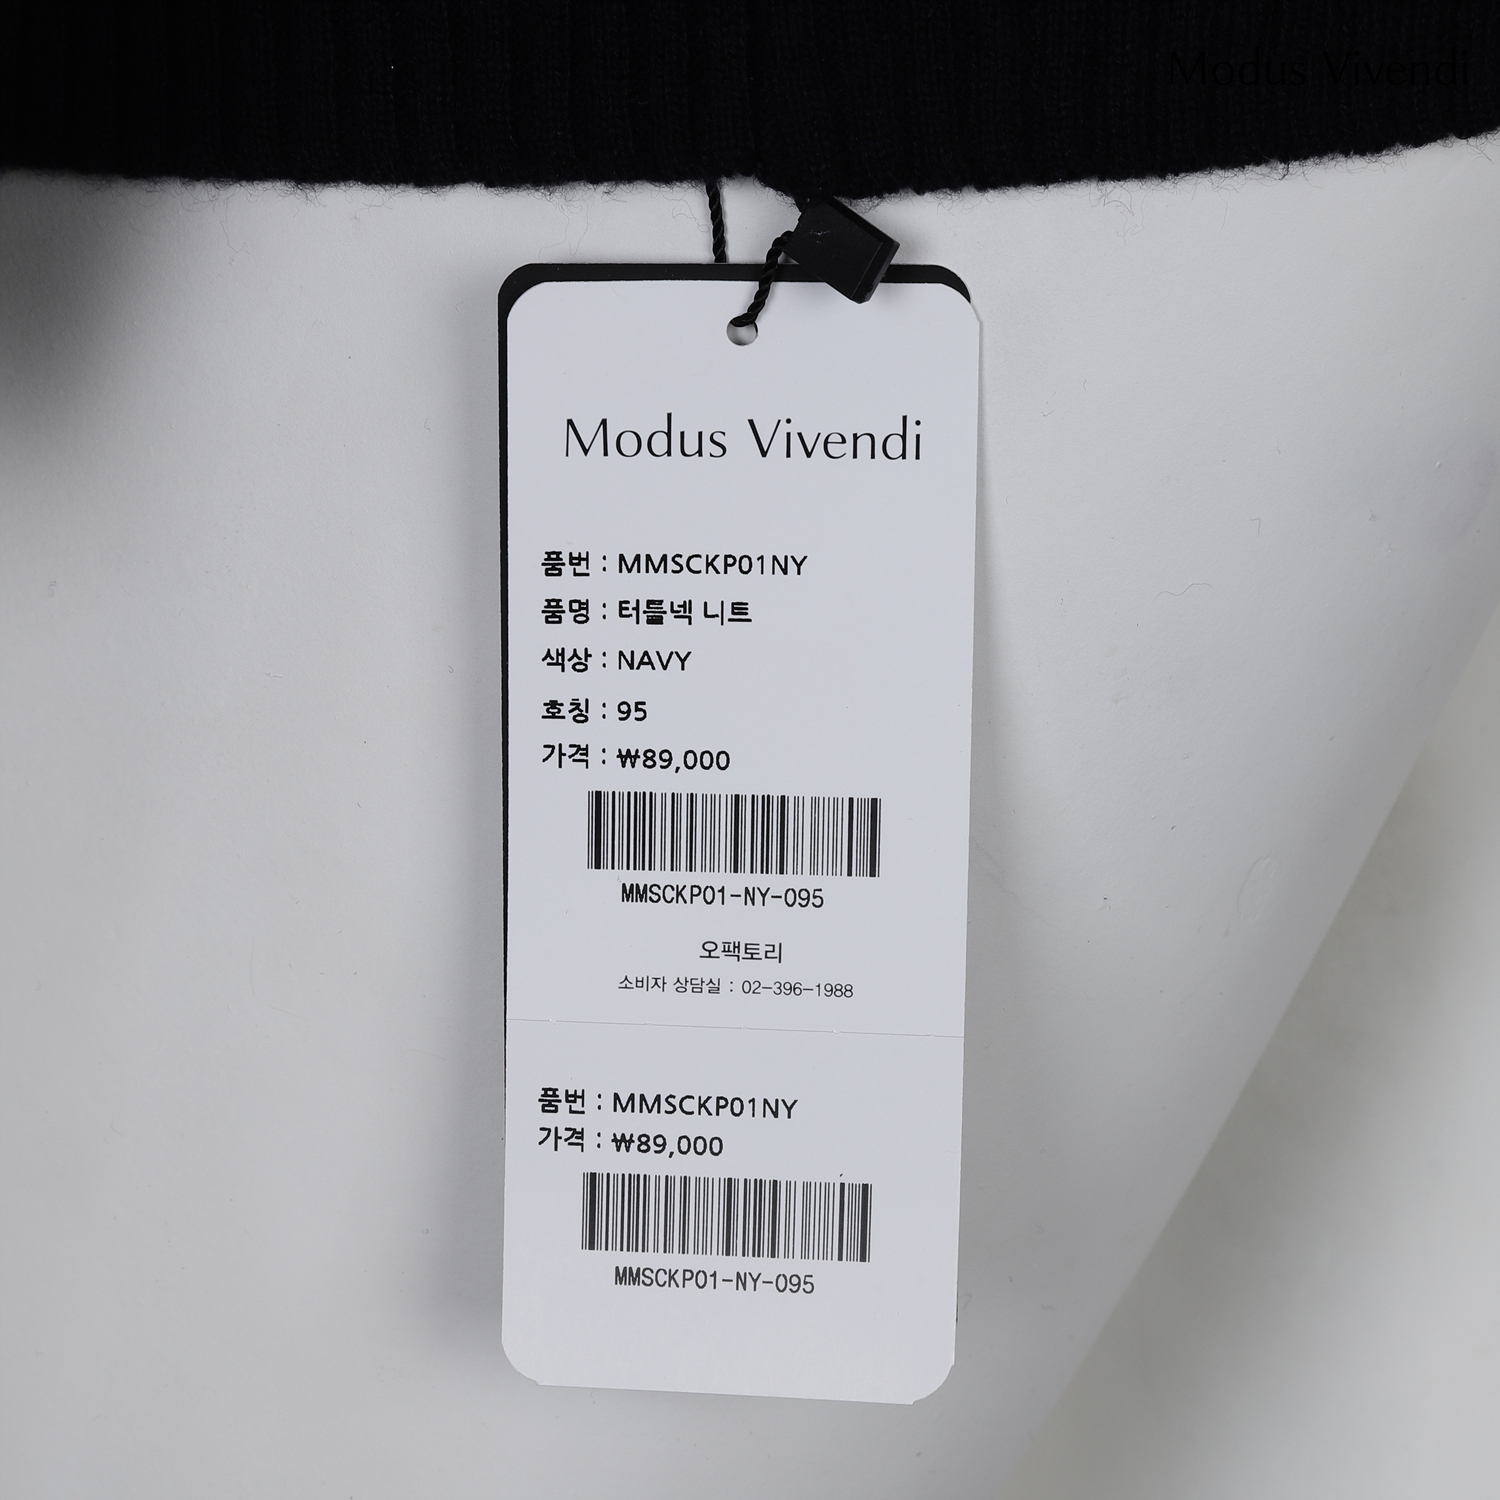 Modus Vivendi
Modus Vivendi
품번 : MMSCKP01NY
품명 : 터틀넥 니트
색상 : NAVY
호칭 : 95
가격 : ₩89,000
MMSCKP01-NY-095
오팩토리
소비자 상담실 : 02-396-1988
품번 : MMSCKP01NY
가격 : ₩89,000
MMSCKP01-NY-095